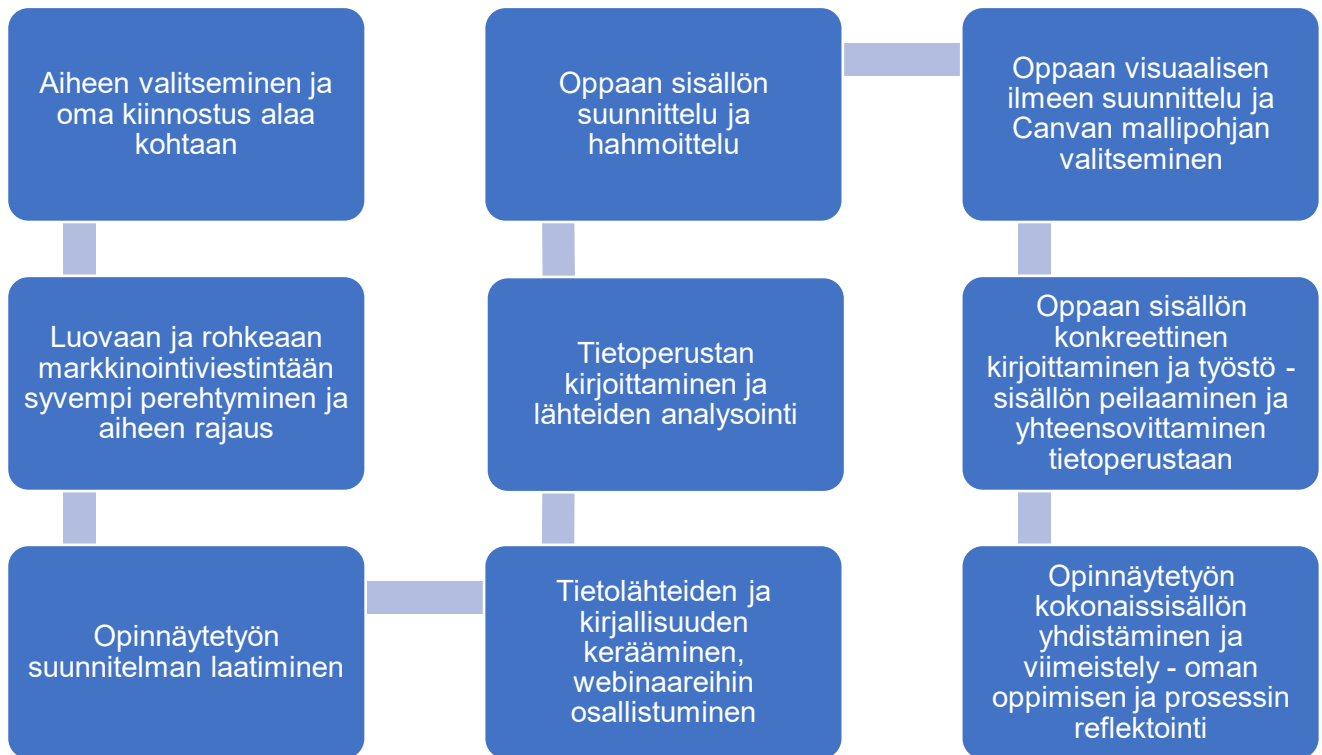 Aiheen valitseminen ja
oma kiinnostus alaa
kohtaan
Luovaan ja rohkeaan
markkinointiviestintään
syvempi perehtyminen ja
aiheen rajaus
Opinnäytetyön
suunnitelman laatiminen
Tietolähteiden ja
kirjallisuuden
kerääminen,
webinaareihin
osallistuminen
Tietoperustan
kirjoittaminen ja
lähteiden analysointi
Oppaan sisällön
suunnittelu ja
hahmoittelu
Oppaan visuaalisen
ilmeen suunnittelu ja
Canvan mallipohjan
valitseminen
Oppaan sisällön
konkreettinen
kirjoittaminen ja työstö -
sisällön peilaaminen ja
yhteensovittaminen
tietoperustaan
Opinnäytetyön
kokonaissisällön
yhdistäminen ja
viimeistely - oman
oppimisen ja prosessin
reflektointi